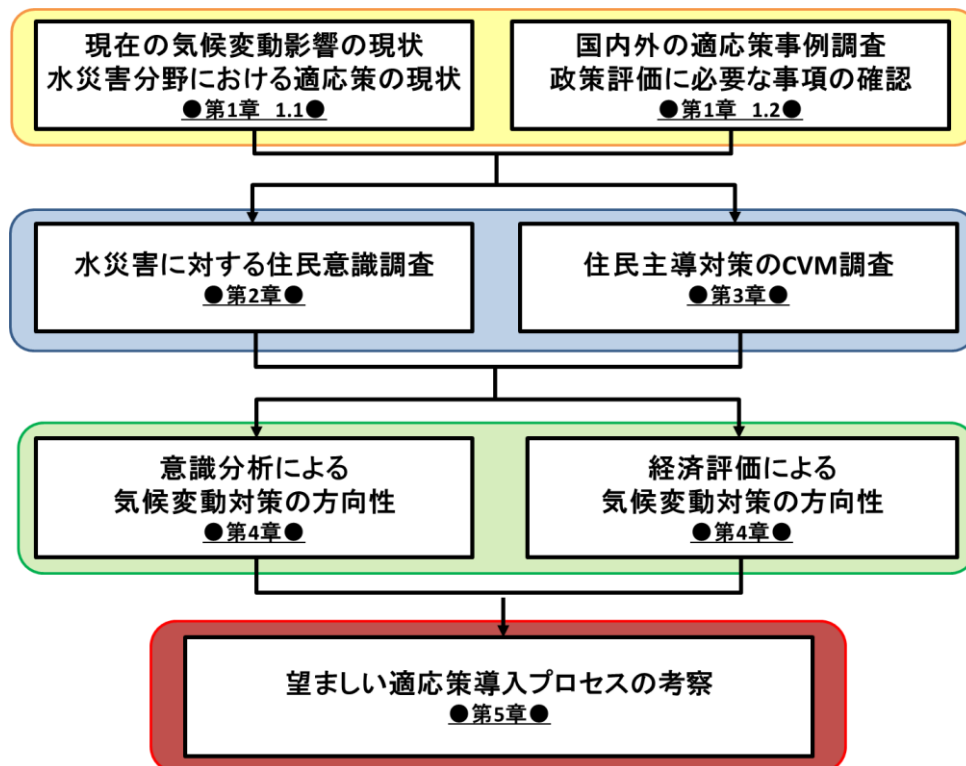 現在の気候変動影響の現状
水災害分野における適応策の現状
●第1章 1.1●
国内外の適応策事例調査
政策評価に必要な事項の確認
●第1章 1.2●
水災害に対する住民意識調査
●第2章●
住民主導対策のCVM調査
●第3章●
意識分析による
気候変動対策の方向性
●第4章●
経済評価による
気候変動対策の方向性
●第4章●
望ましい適応策導入プロセスの考察
●第5章●